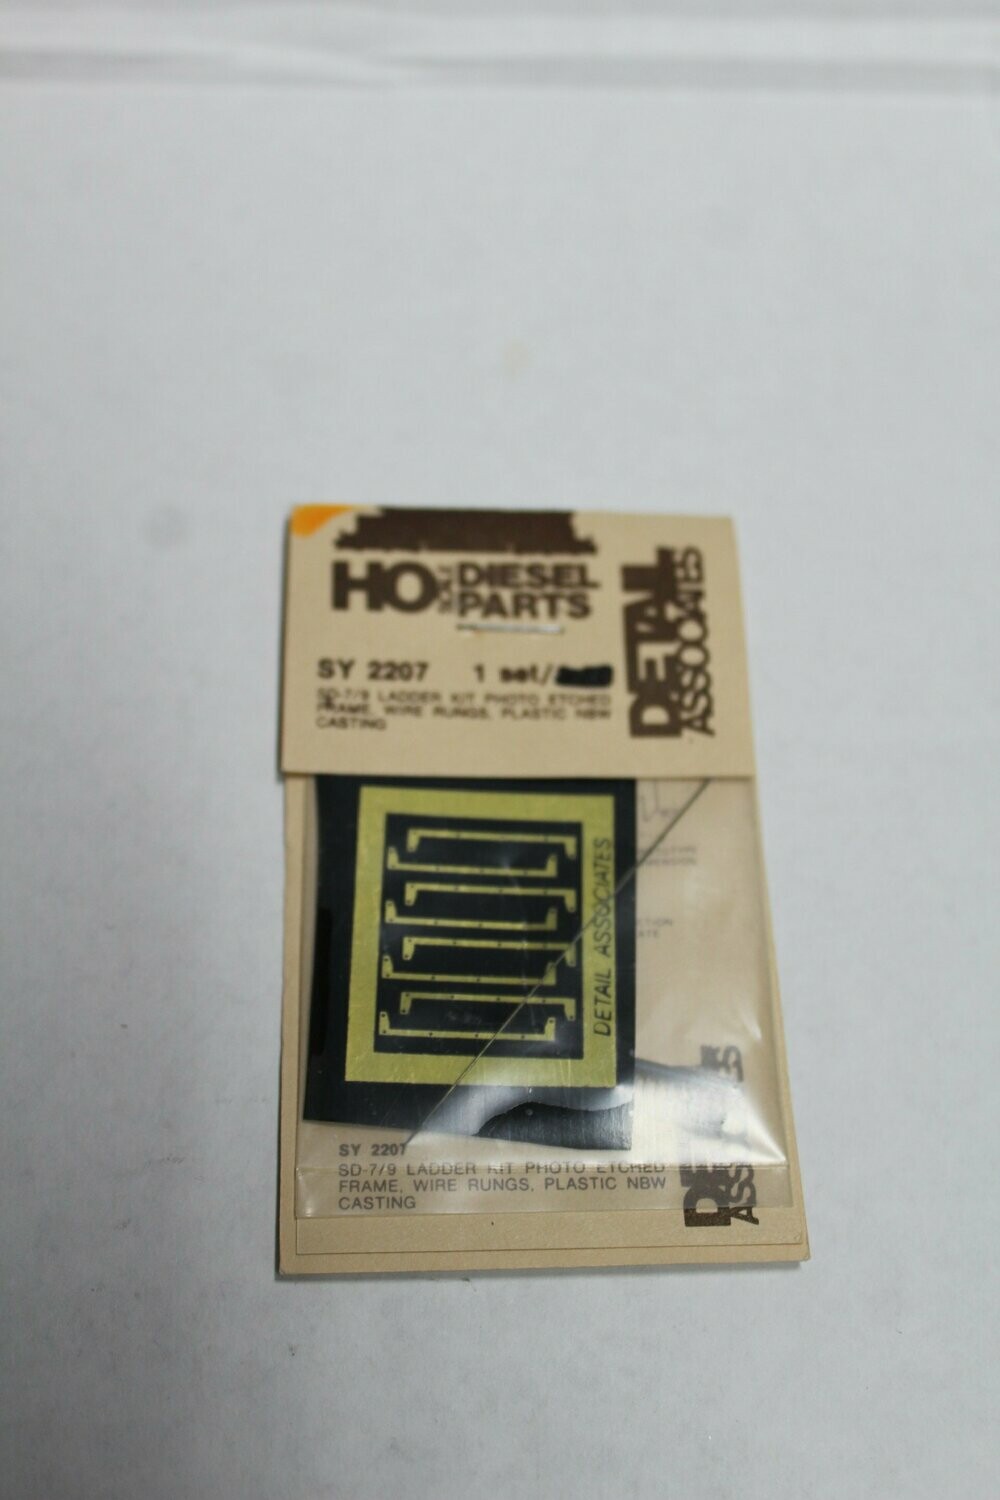 HO SCALE DIESEL
PARTS
DETAIL
ASSOCIATES
SY 2207 1 set/
SD-7/9 LADDER KIT PHOTO ETCHED
FRAME, WIRE RUNGS, PLASTIC NBW
CASTING
DETAIL ASSOCIATES
SY 2207
SD-7/9 LADDER KIT PHOTO ETCHED
FRAME, WIRE RUNGS, PLASTIC NBW
CASTING